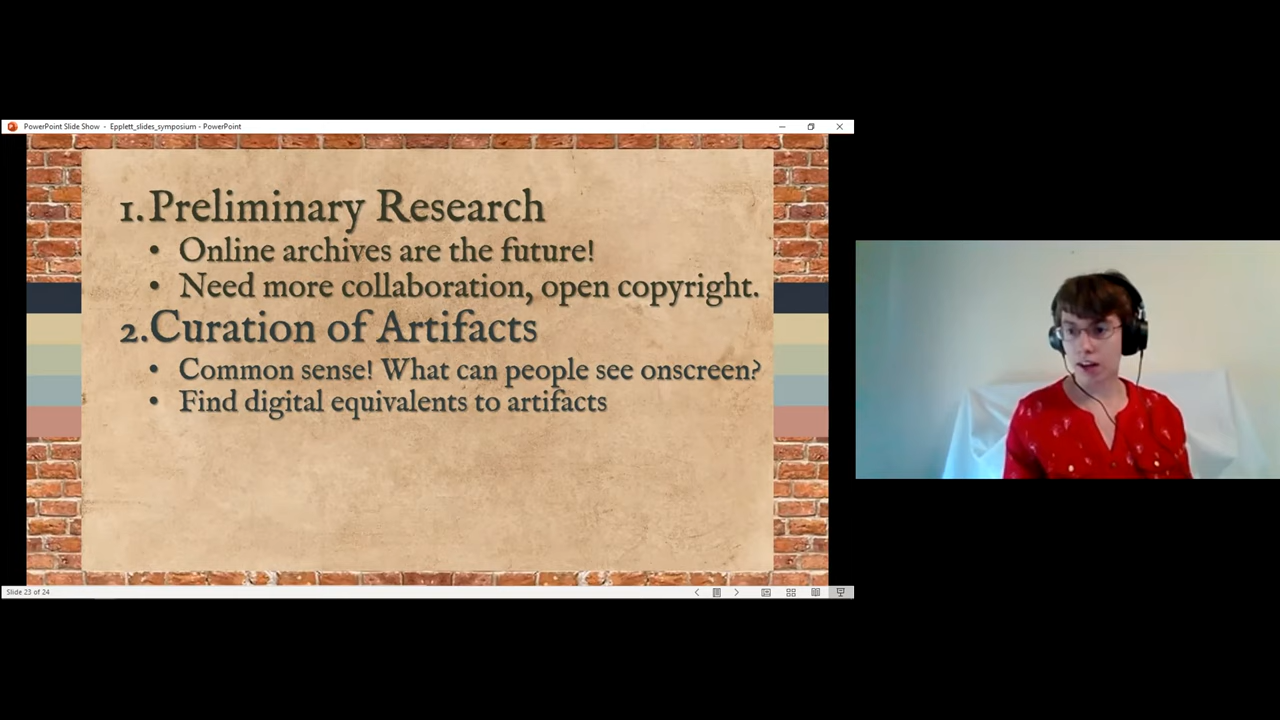 PowerPoint Slide Show - Epplett_slides_symposium - PowerPoint
1. Preliminary Research
• Online archives are the future!
• Need more collaboration, open copyright.
2. Curation of Artifacts
• Common sense! What can people see onscreen?
• Find digital equivalents to artifacts
Slide 23 of 24